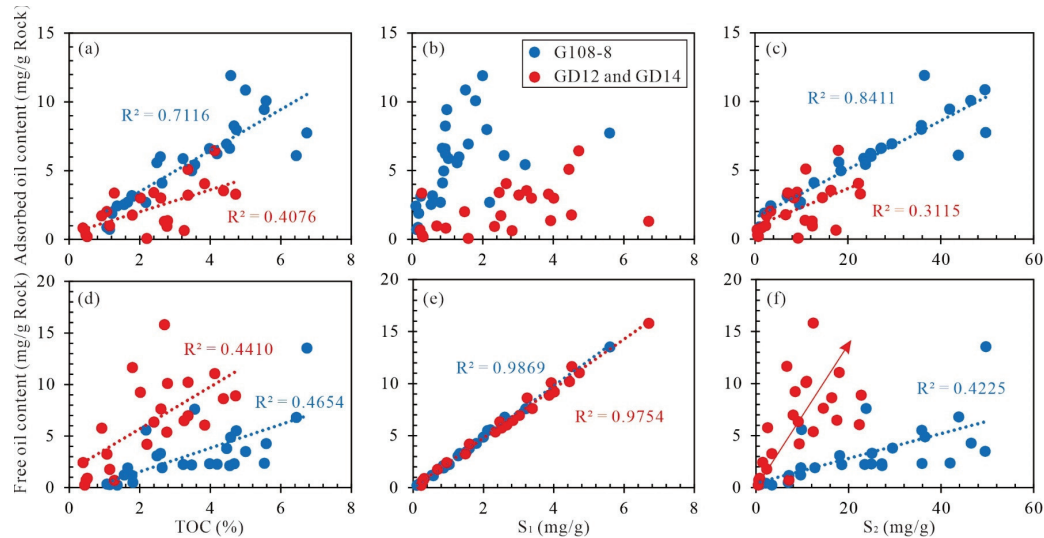 Adsorbed oil content (mg/g Rock)
15
10
5
0
(a)
R² = 0.7116
R² = 0.4076
0 2 4 6 8
15
10
5
0
(b)
G108-8
GD12 and GD14
0 2 4 6 8
15
10
5
0
(c)
R² = 0.8411
R² = 0.3115
0 20 40 60
Free oil content (mg/g Rock)
20
15
10
5
0
(d)
R² = 0.4410
R² = 0.4654
0 2 4 6 8
TOC (%)
20
15
10
5
0
(e)
R² = 0.9869
R² = 0.9754
0 2 4 6 8
S₁ (mg/g)
20
15
10
5
0
(f)
R² = 0.4225
0 20 40 60
S₂ (mg/g)